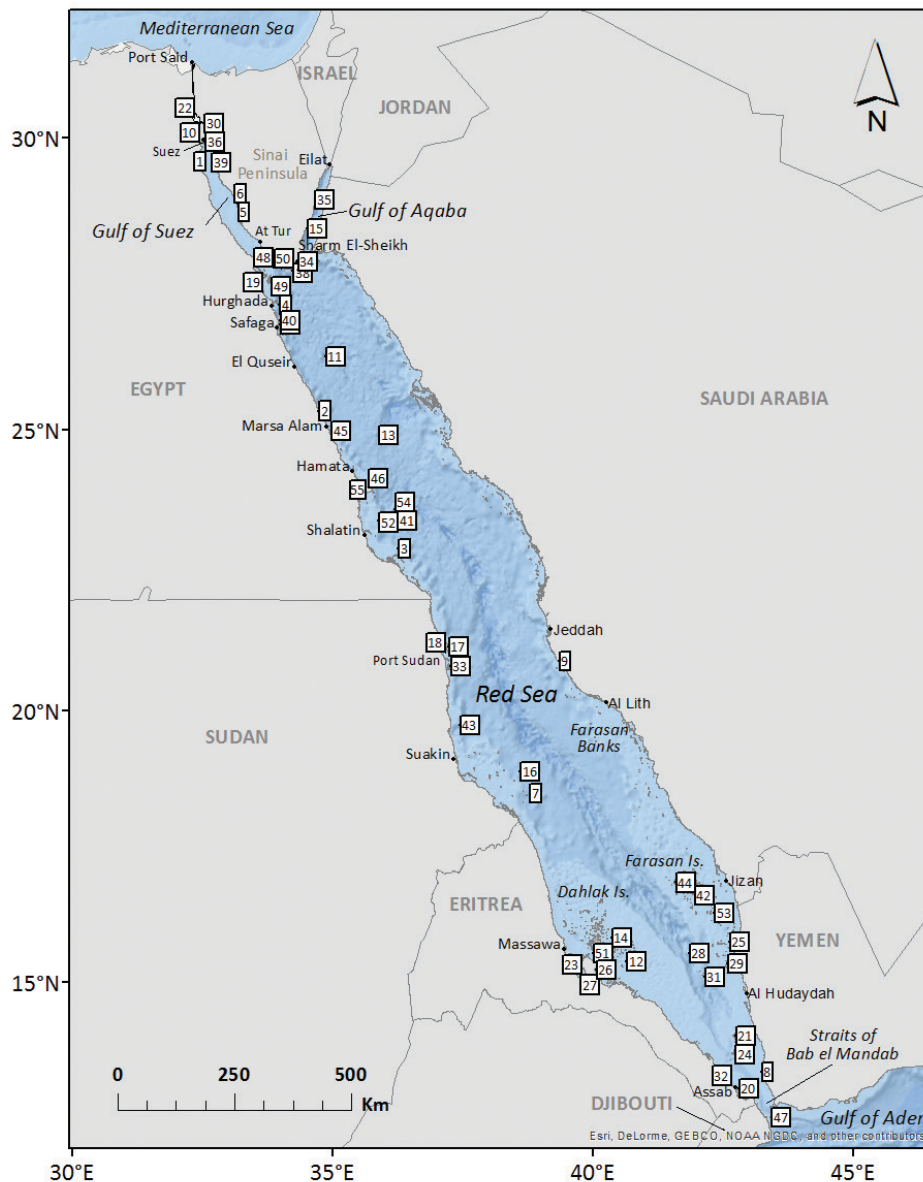 Mediterranean Sea
Port Said
ISRAEL
JORDAN
N
22
30
30°N
10
36
Suez
1
39
Sinai
Peninsula
Eilat
6
35
5
Gulf of Aqaba
Gulf of Suez
15
At Tur
Sharm El-Sheikh
48
50
34
38
19
49
Hurghada
4
Safaga
40
El Quseir
11
EGYPT
SAUDI ARABIA
2
25°N
Marsa Alam
45
13
Hamata
46
55
54
52
41
Shalatin
3
Jeddah
18
17
Port Sudan
33
9
Red Sea
Al Lith
20°N
43
Farasan
Banks
SUDAN
Suakin
16
7
Farasan Is.
44
Jizan
42
Dahlak Is.
53
ERITREA
14
25
YEMEN
Massawa
51
12
28
23
26
29
27
31
15°N
Al Hudaydah
21
Straits of
Bab el Mandab
24
32
8
0
250
500
Km
Assab
20
DJIBOUTI
47
Gulf of Aden
Esri, DeLorme, GEBCO, NOAA NGDC, and other contributors
30°E
35°E
40°E
45°E